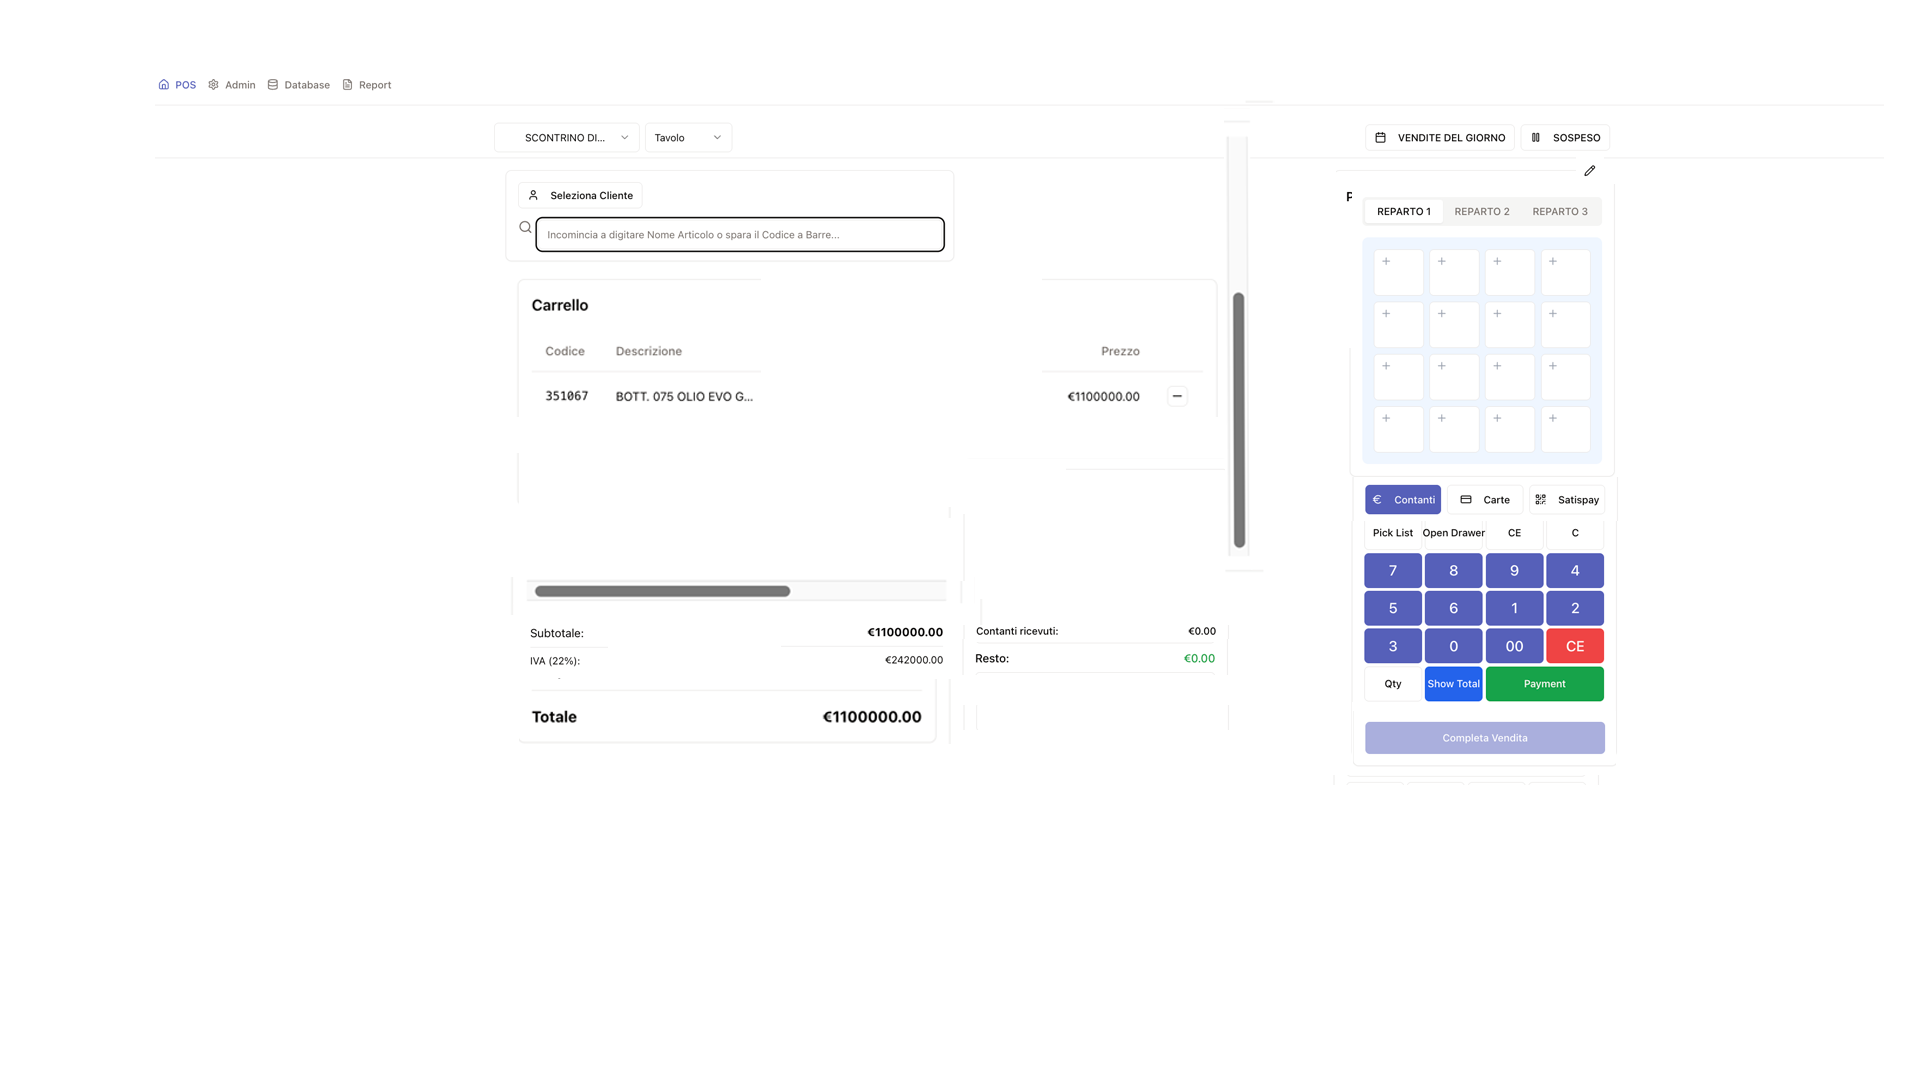 POS Admin Database Report
SCONTRINO DI... Tavolo VENDITE DEL GIORNO SOSPESO
Seleziona Cliente
Incomincia a digitare Nome Articolo o spara il Codice a Barre...
Carrello
Codice Descrizione Prezzo
351067 BOTT. 075 OLIO EVO G... €1100000.00
Subtotale: €1100000.00
IVA (22%): €242000.00
Totale €1100000.00
Contanti ricevuti: €0.00
Resto: €0.00
REPARTO 1 REPARTO 2 REPARTO 3
+ + + +
+ + + +
+ + + +
+ + + +
€ Contanti Carte Satispay
Pick List Open Drawer CE C
7 8 9 4
5 6 1 2
3 0 00 CE
Qty Show Total Payment
Completa Vendita